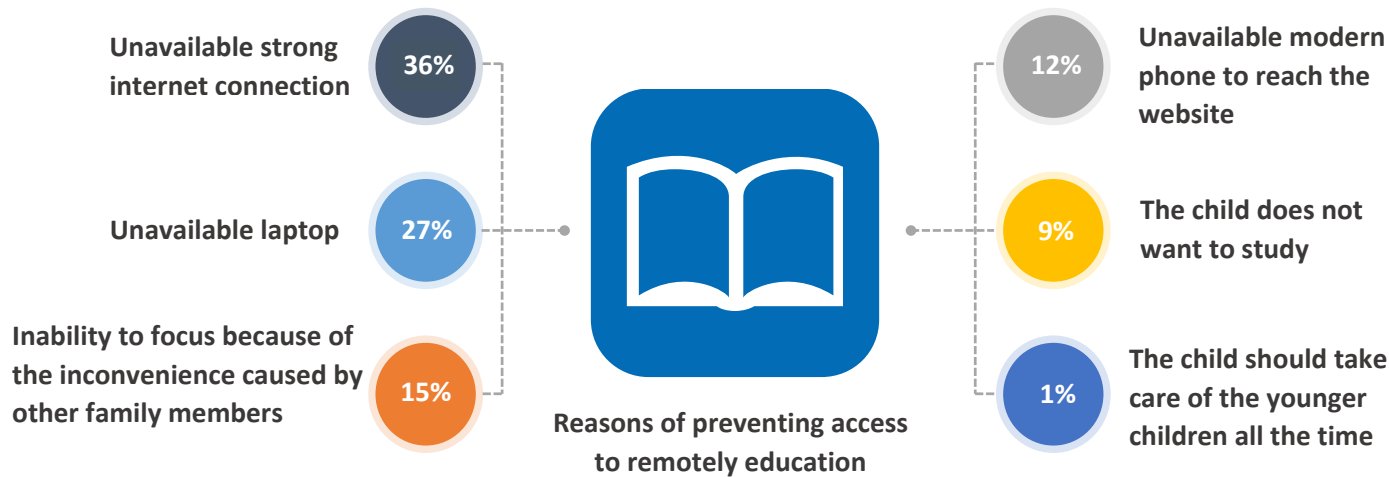 Unavailable strong
internet connection
36%
Unavailable laptop
27%
Inability to focus because of
the inconvenience caused by
other family members
15%
Reasons of preventing access
to remotely education
12%
Unavailable modern
phone to reach the
website
9%
The child does not
want to study
1%
The child should take
care of the younger
children all the time